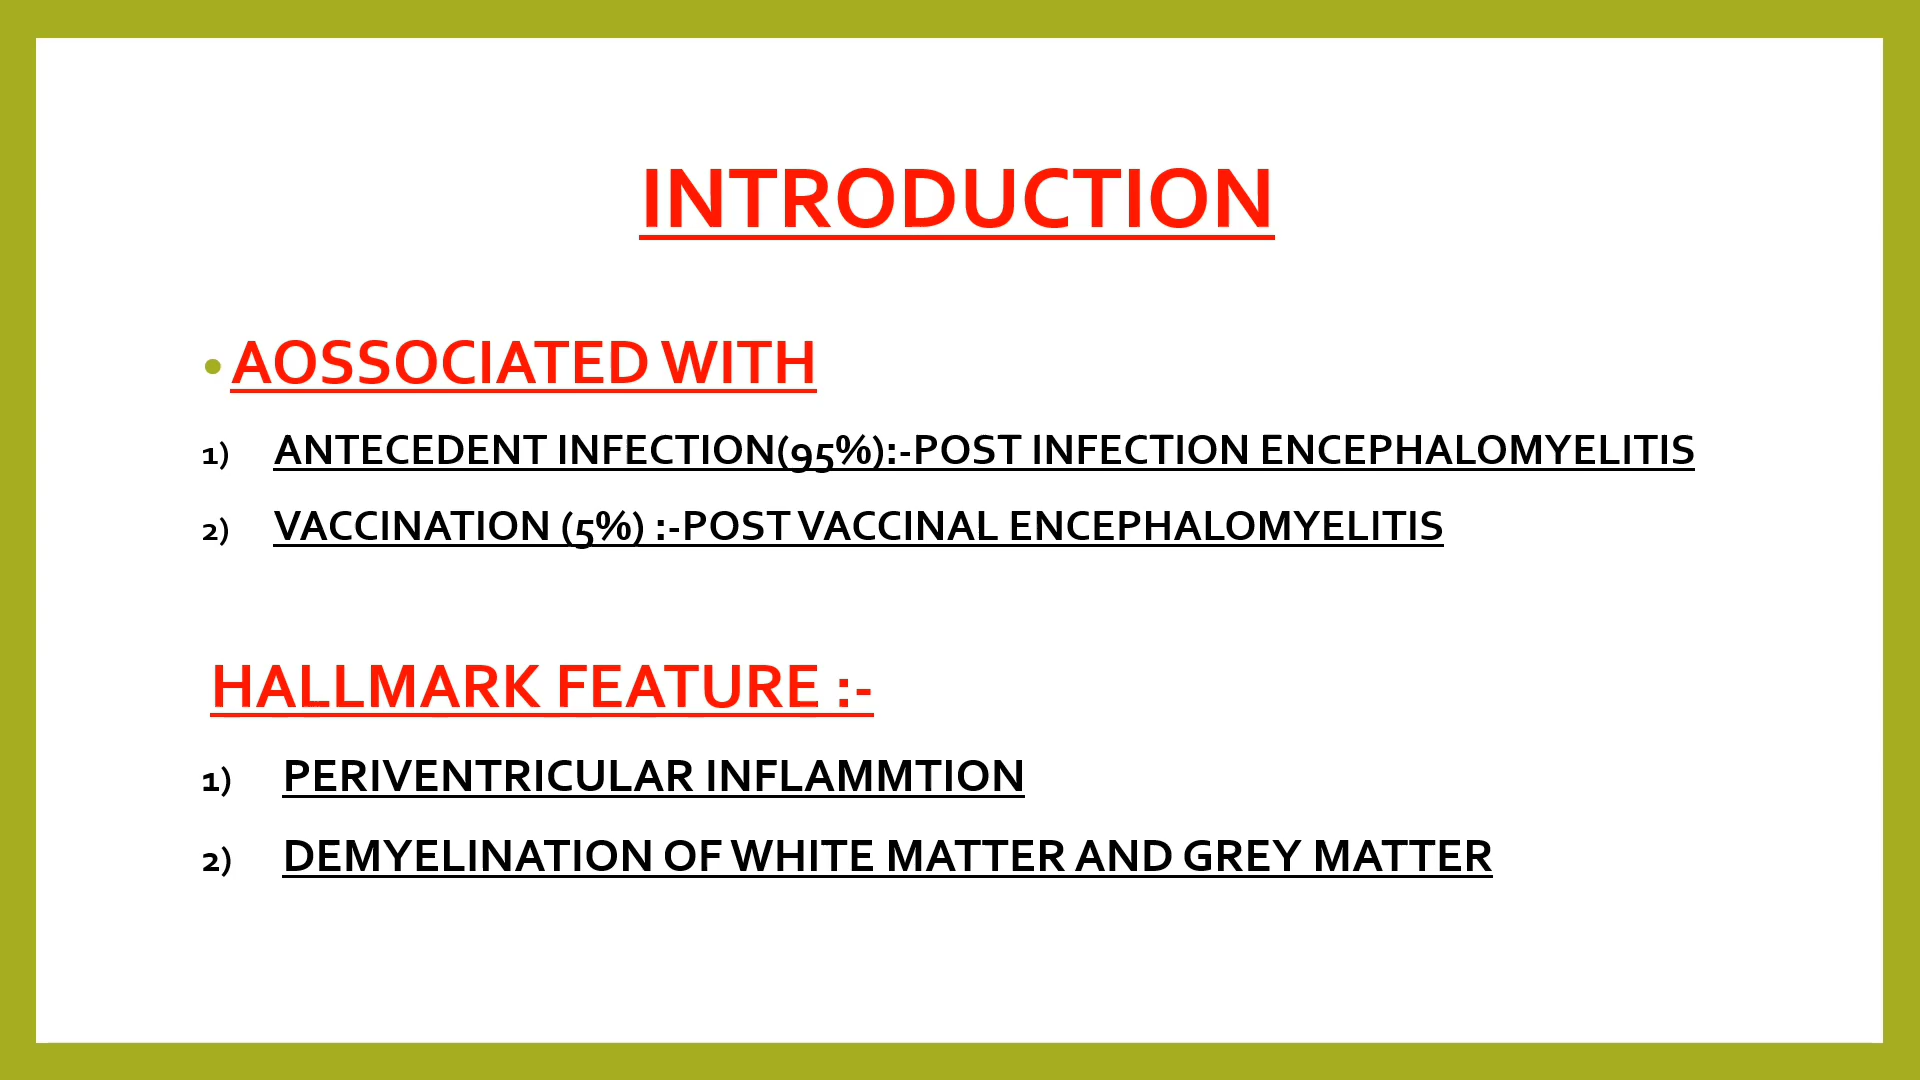 INTRODUCTION
•AOSSOCIATED WITH
1) ANTECEDENT INFECTION(95%):-POST INFECTION ENCEPHALOMYELITIS
2) VACCINATION (5%) :-POST VACCINAL ENCEPHALOMYELITIS
HALLMARK FEATURE :-
1) PERIVENTRICULAR INFLAMMTION
2) DEMYELINATION OF WHITE MATTER AND GREY MATTER